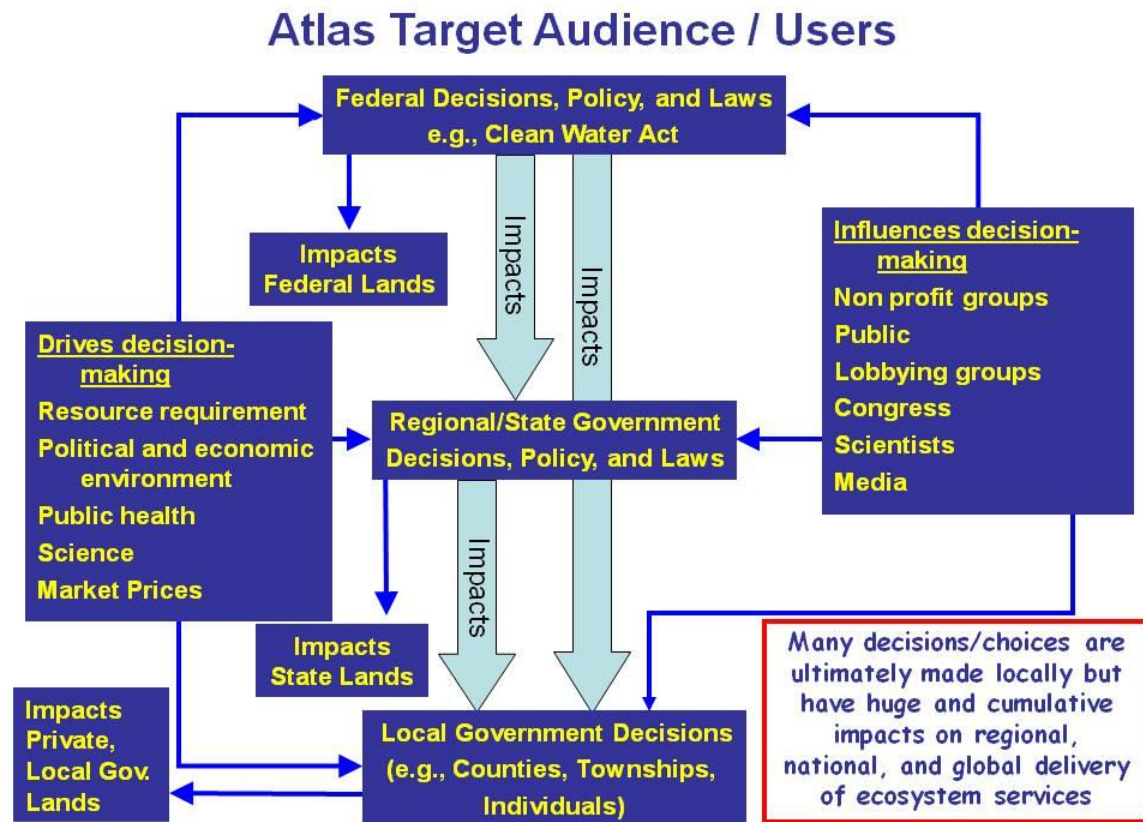 Atlas Target Audience / Users
Federal Decisions, Policy, and Laws
e.g., Clean Water Act
Impacts
Impacts
Impacts
Federal Lands
Influences decision-
making
Non profit groups
Public
Lobbying groups
Congress
Scientists
Media
Drives decision-
making
Resource requirement
Political and economic
environment
Public health
Science
Market Prices
Regional/State Government
Decisions, Policy, and Laws
Impacts
Impacts
State Lands
Impacts
Private,
Local Gov.
Lands
Local Government Decisions
(e.g., Counties, Townships,
Individuals)
Many decisions/choices are
ultimately made locally but
have huge and cumulative
impacts on regional,
national, and global delivery
of ecosystem services